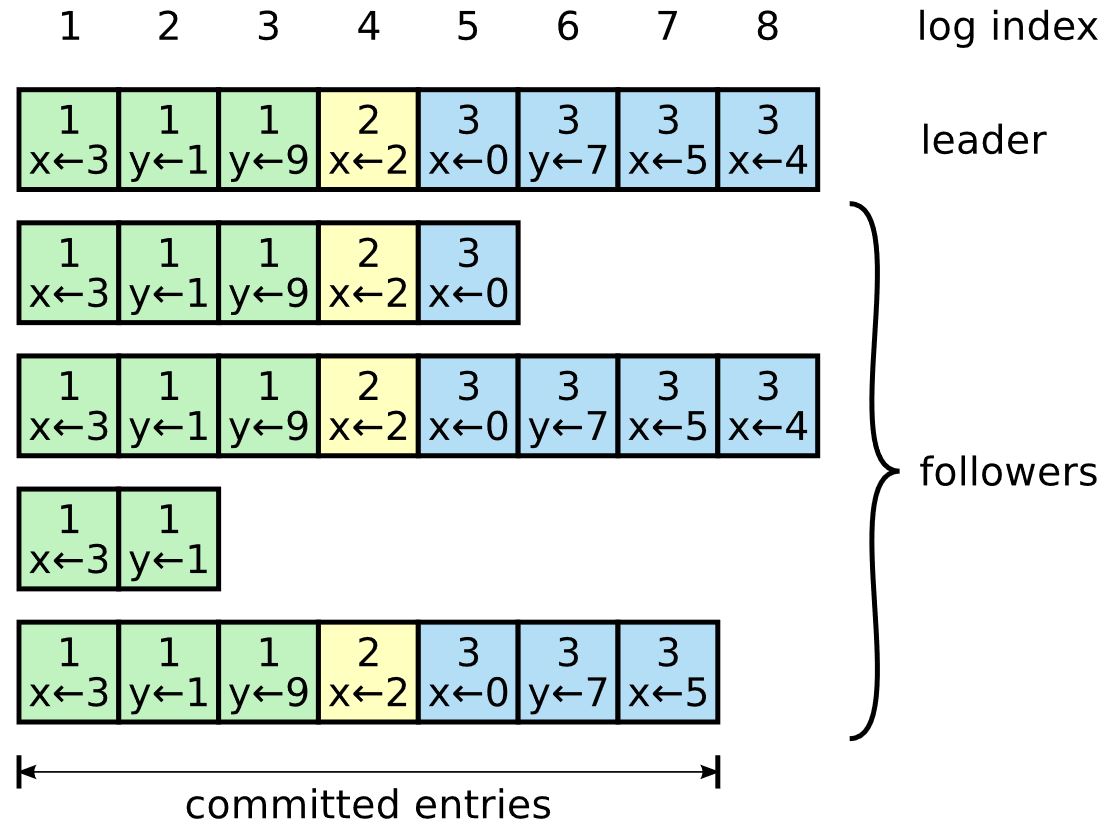 1 2 3 4 5 6 7 8 log index
1 1 1 2 3 3 3 3
x←3 y←1 y←9 x←2 x←0 y←7 x←5 x←4
leader
1 1 1 2 3
x←3 y←1 y←9 x←2 x←0
1 1 1 2 3 3 3 3
x←3 y←1 y←9 x←2 x←0 y←7 x←5 x←4
followers
1 1
x←3 y←1
1 1 1 2 3 3 3
x←3 y←1 y←9 x←2 x←0 y←7 x←5
committed entries